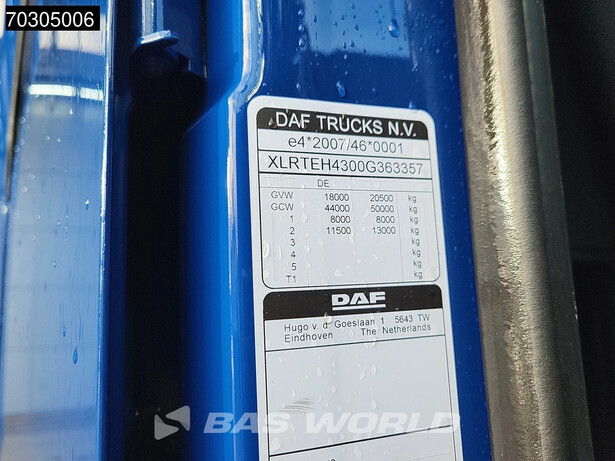 70305006
DAF TRUCKS N.V.
e4*2007/46*0001
XLRTEH4300G363357
DE
GVW 18000 20500 kg
GCW 44000 50000 kg
1 8000 8000 kg
2 11500 13000 kg
3 kg
4 kg
5 kg
T1 kg
DAF
Hugo v. d. Goeslaan 1 5643 TW
Eindhoven The Netherlands
BAS WORLD